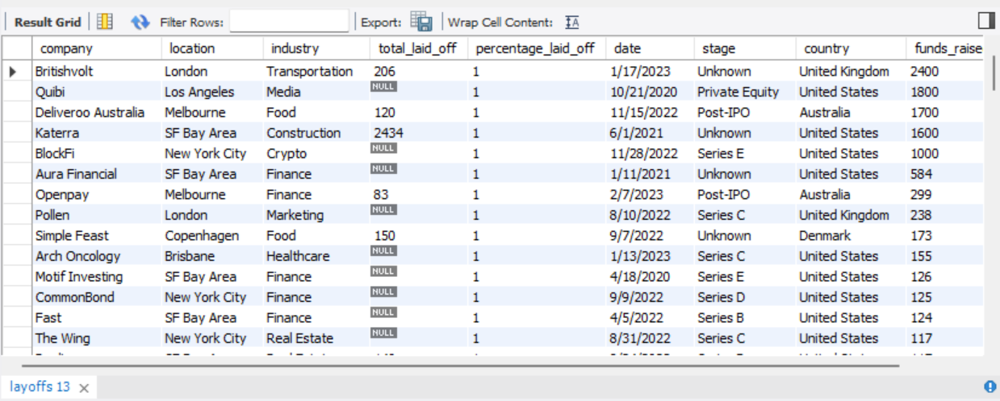 Result Grid Filter Rows: Export: Wrap Cell Content: IA
company location industry total_laid_off percentage_laid_off date stage country funds_raise
Britishvolt London Transportation 206 1 1/17/2023 Unknown United Kingdom 2400
Quibi Los Angeles Media NULL 1 10/21/2020 Private Equity United States 1800
Deliveroo Australia Melbourne Food 120 1 11/15/2022 Post-IPO Australia 1700
Katerra SF Bay Area Construction 2434 1 6/1/2021 Unknown United States 1600
BlockFi New York City Crypto NULL 1 11/28/2022 Series E United States 1000
Aura Financial SF Bay Area Finance NULL 1 1/11/2021 Unknown United States 584
Openpay Melbourne Finance 83 1 2/7/2023 Post-IPO Australia 299
Pollen London Marketing NULL 1 8/10/2022 Series C United Kingdom 238
Simple Feast Copenhagen Food 150 1 9/7/2022 Unknown Denmark 173
Arch Oncology Brisbane Healthcare NULL 1 1/13/2023 Series C United States 155
Motif Investing SF Bay Area Finance NULL 1 4/18/2020 Series E United States 126
CommonBond New York City Finance NULL 1 9/9/2022 Series D United States 125
Fast SF Bay Area Finance NULL 1 4/5/2022 Series B United States 124
The Wing New York City Real Estate NULL 1 8/31/2022 Series C United States 117
layoffs 13